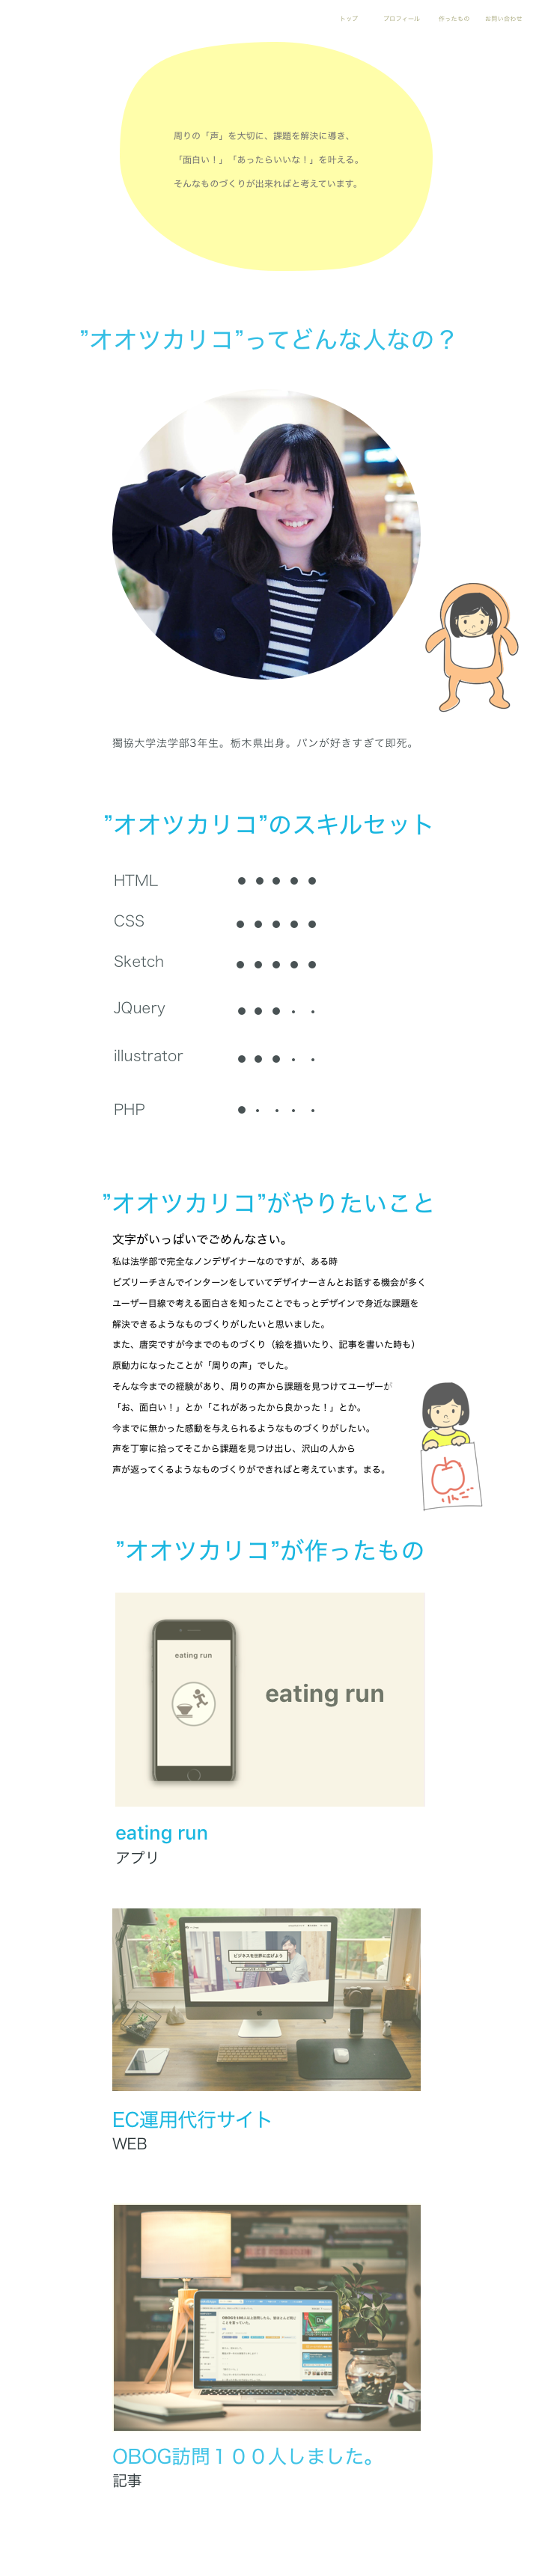 トップ プロフィール 作ったもの お問い合わせ
周りの「声」を大切に、課題を解決に導き、
「面白い！」「あったらいいな！」を叶える。
そんなものづくりが出来ればと考えています。
”オオツカリコ”ってどんな人なの？
獨協大学法学部3年生。栃木県出身。パンが好きすぎて即死。
”オオツカリコ”のスキルセット
HTML
CSS
Sketch
JQuery
illustrator
PHP
”オオツカリコ”がやりたいこと
文字がいっぱいでごめんなさい。
私は法学部で完全なノンデザイナーなのですが、ある時
ビズリーチさんでインターンをしていてデザイナーさんとお話する機会が多く
ユーザー目線で考える面白さを知ったことでもっとデザインで身近な課題を
解決できるようなものづくりがしたいと思いました。
また、唐突ですが今までのものづくり（絵を描いたり、記事を書いた時も）
原動力になったことが「周りの声」でした。
そんな今までの経験があり、周りの声から課題を見つけてユーザーが
「お、面白い！」とか「これがあったから良かった！」とか。
今までに無かった感動を与えられるようなものづくりがしたい。
声を丁寧に拾ってそこから課題を見つけ出し、沢山の人から
声が返ってくるようなものづくりができればと考えています。まる。
りんご
”オオツカリコ”が作ったもの
eating run
eating run
eating run
アプリ
ビジネスを世界に広げよう
EC運用代行サイト
WEB
OBOG訪問１００人しました。
記事